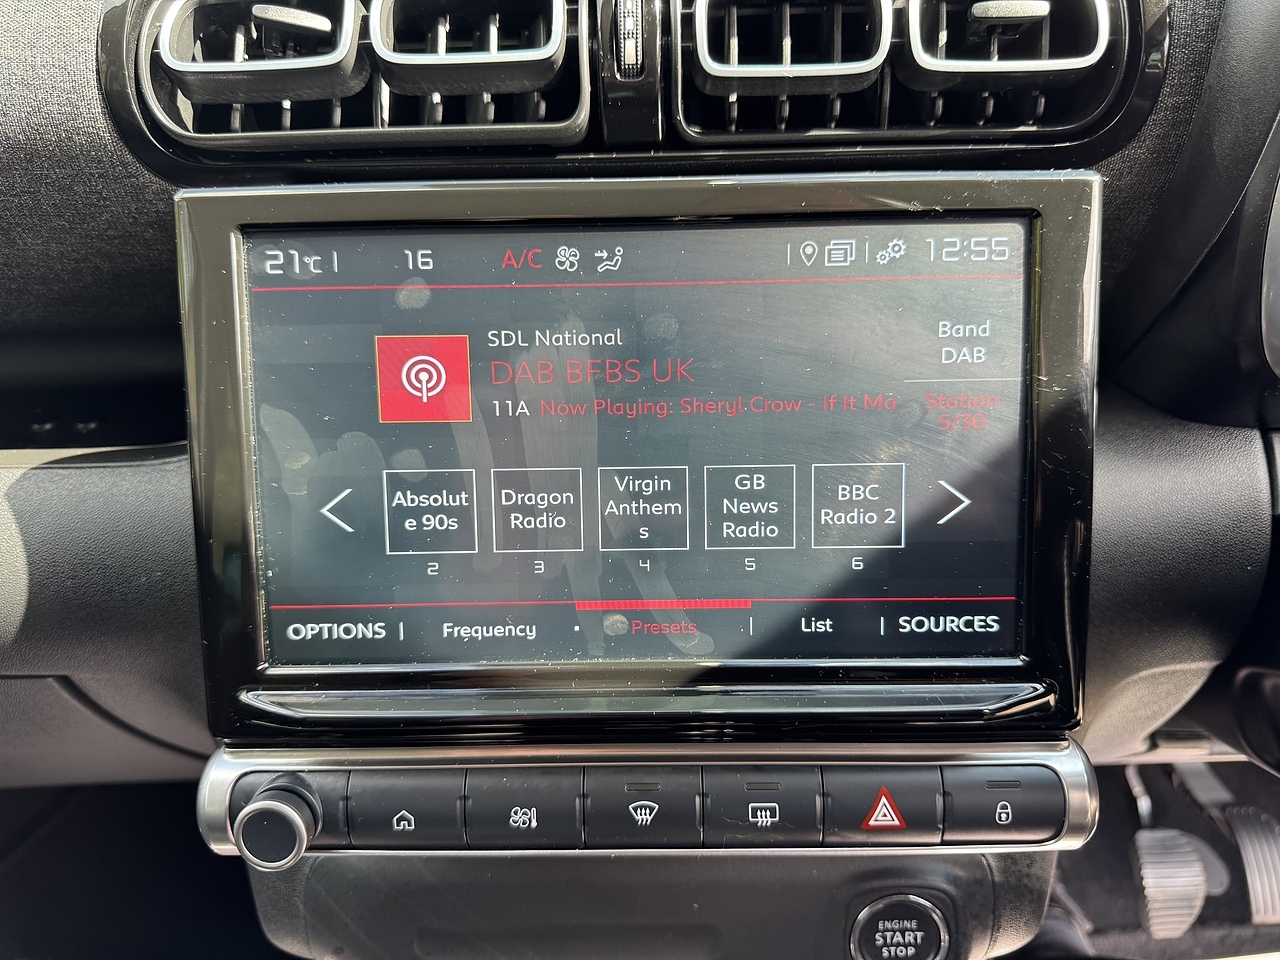 21°C 16 A/C 12:55
SDL National
DAB BFBS UK
11A Now Playing: Sheryl Crow - If It Ma
Band
DAB
Station
5/30
Absolut
e 90s
Dragon
Radio
Virgin
Anthem
s
GB
News
Radio
BBC
Radio 2
2 3 4 5 6
OPTIONS Frequency Presets List SOURCES
ENGINE
START
STOP